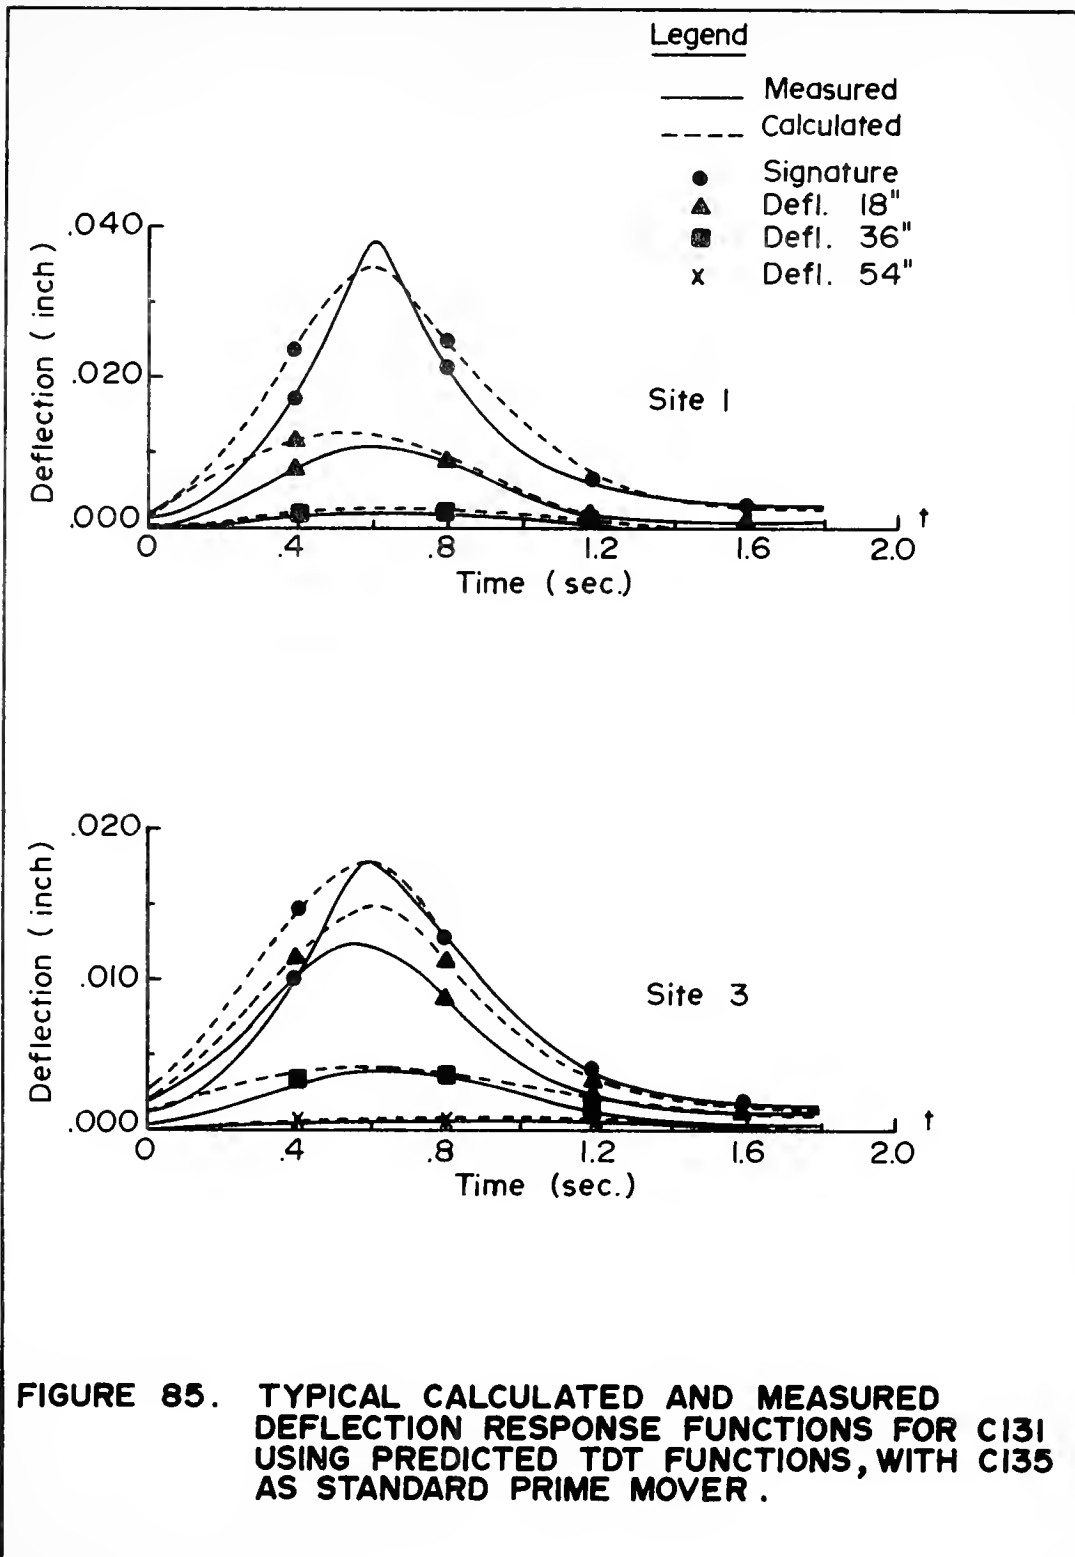 Legend
Measured
Calculated
Signature
Defl. 18"
Defl. 36"
Defl. 54"
.040
.020
.000
Deflection ( inch)
Site 1
0 .4 .8 1.2 1.6 2.0 t
Time ( sec.)
.020
.010
.000
Deflection ( inch)
Site 3
0 .4 .8 1.2 1.6 2.0 t
Time (sec.)
FIGURE 85. TYPICAL CALCULATED AND MEASURED
DEFLECTION RESPONSE FUNCTIONS FOR C131
USING PREDICTED TDT FUNCTIONS, WITH C135
AS STANDARD PRIME MOVER.